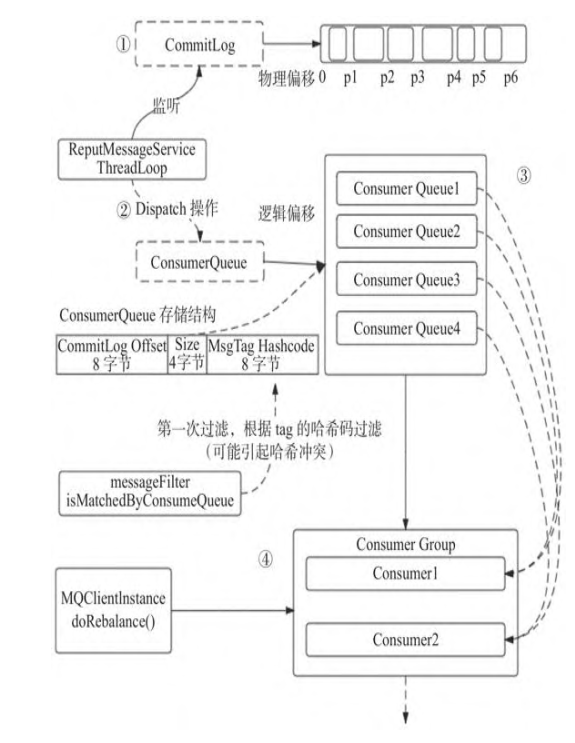 ① CommitLog
物理偏移 0 p1 p2 p3 p4 p5 p6
监听
ReputMessageService
ThreadLoop
② Dispatch 操作
ConsumerQueue
逻辑偏移
③
Consumer Queue1
Consumer Queue2
Consumer Queue3
Consumer Queue4
ConsumerQueue 存储结构
CommitLog Offset
8 字节
Size
4字节
MsgTag Hashcode
8 字节
第一次过滤，根据 tag 的哈希码过滤
（可能引起哈希冲突）
messageFilter
isMatchedByConsumeQueue
④
Consumer Group
Consumer1
Consumer2
MQClientInstance
doRebalance()